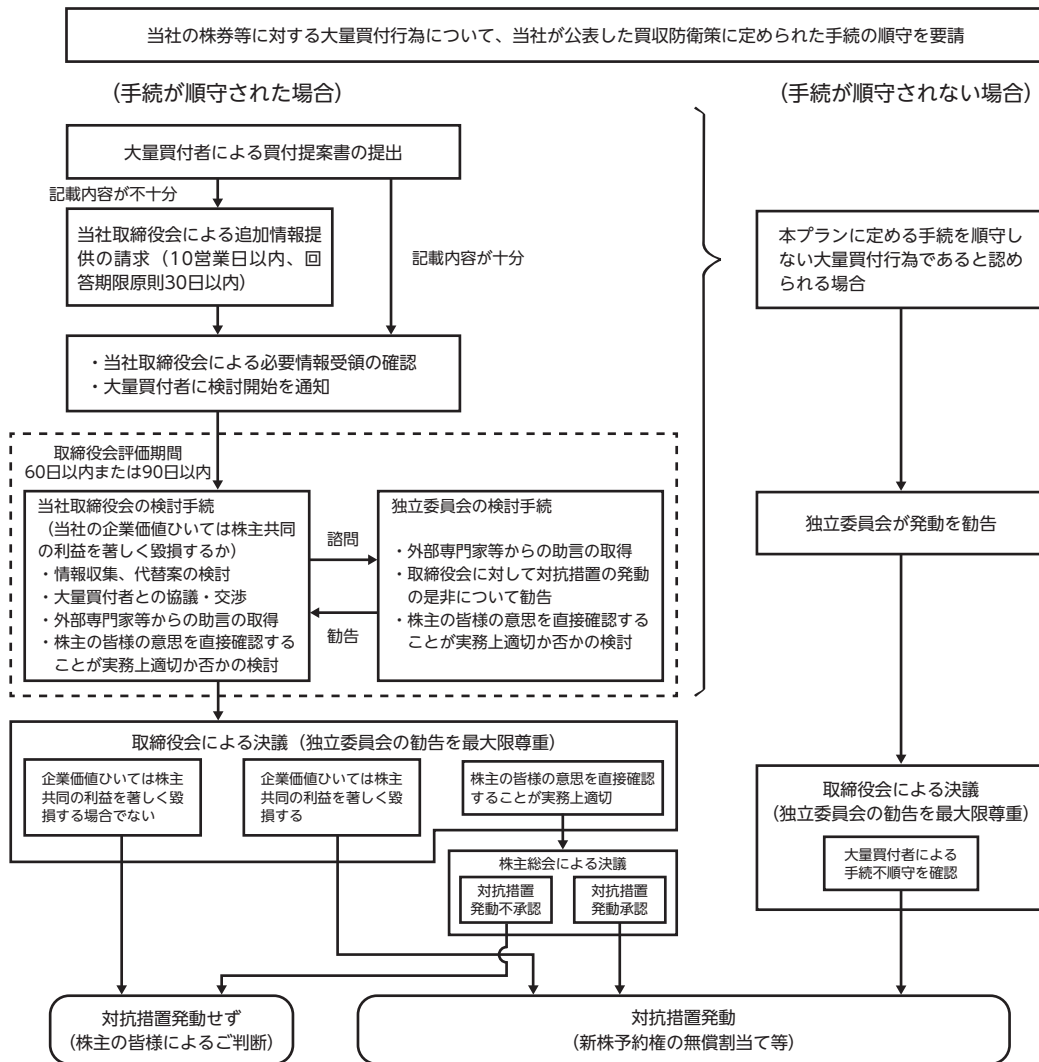 当社の株券等に対する大量買付行為について、当社が公表した買収防衛策に定められた手続の順守を要請
（手続が順守された場合）
（手続が順守されない場合）
大量買付者による買付提案書の提出
記載内容が不十分
当社取締役会による追加情報提
供の請求（10営業日以内、回
答期限原則30日以内）
記載内容が十分
・当社取締役会による必要情報受領の確認
・大量買付者に検討開始を通知
取締役会評価期間
60日以内または90日以内
当社取締役会の検討手続
（当社の企業価値ひいては株主共同
の利益を著しく毀損するか）
・情報収集、代替案の検討
・大量買付者との協議・交渉
・外部専門家等からの助言の取得
・株主の皆様の意思を直接確認する
ことが実務上適切か否かの検討
諮問
勧告
独立委員会の検討手続
・外部専門家等からの助言の取得
・取締役会に対して対抗措置の発動
の是非について勧告
・株主の皆様の意思を直接確認する
ことが実務上適切か否かの検討
取締役会による決議（独立委員会の勧告を最大限尊重）
企業価値ひいては株主
共同の利益を著しく毀
損する場合でない
企業価値ひいては株主
共同の利益を著しく毀
損する
株主の皆様の意思を直接確認
することが実務上適切
株主総会による決議
対抗措置
発動不承認
対抗措置
発動承認
本プランに定める手続を順守し
ない大量買付行為であると認め
られる場合
独立委員会が発動を勧告
取締役会による決議
（独立委員会の勧告を最大限尊重）
大量買付者による
手続不順守を確認
対抗措置発動せず
（株主の皆様によるご判断）
対抗措置発動
（新株予約権の無償割当て等）